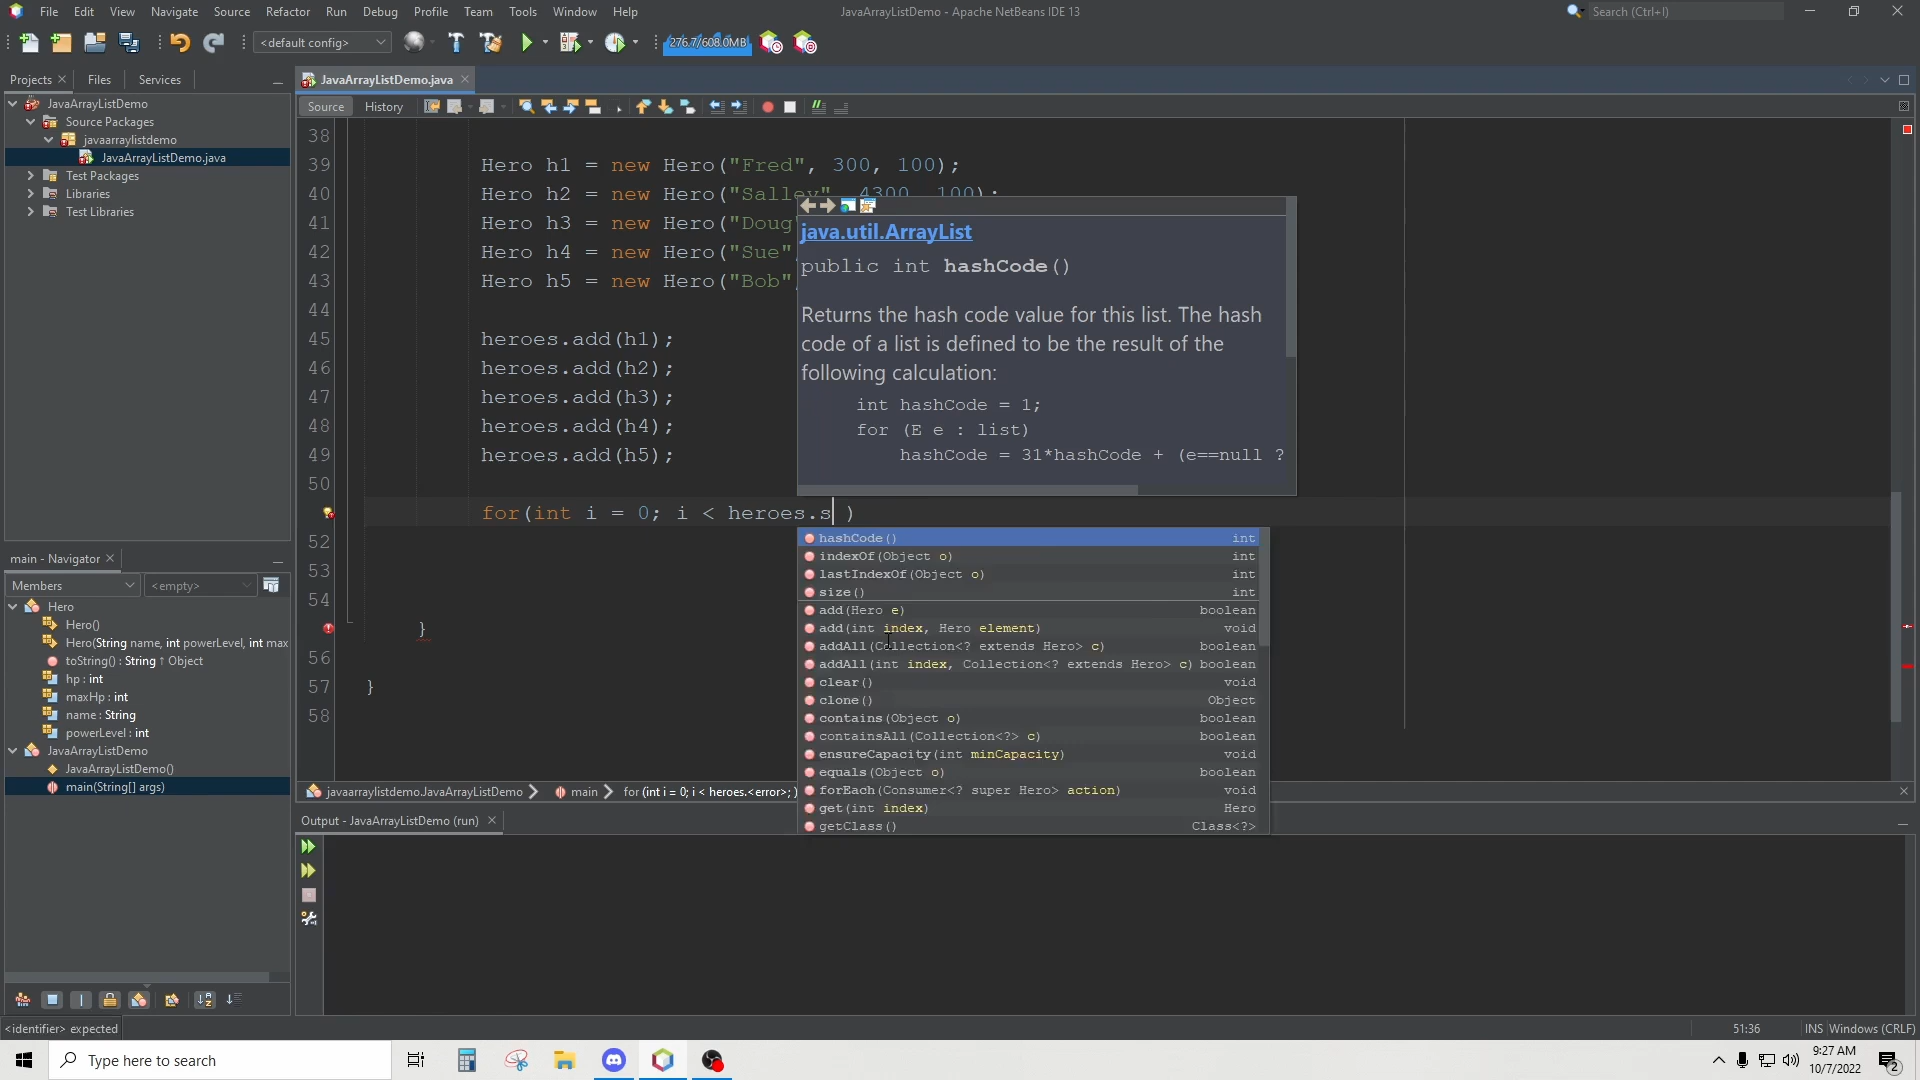 File Edit View Navigate Source Refactor Run Debug Profile Team Tools Window Help
JavaArrayListDemo - Apache NetBeans IDE 13
Search (Ctrl+I)
<default config>
276.7/608.0MB
Projects Files Services
JavaArrayListDemo.java
Source History
JavaArrayListDemo
Source Packages
javaarraylistdemo
JavaArrayListDemo.java
Test Packages
Libraries
Test Libraries
38
39 Hero h1 = new Hero("Fred", 300, 100);
40 Hero h2 = new Hero("Salley", 4300, 100);
41 Hero h3 = new Hero("Doug"
42 Hero h4 = new Hero("Sue"
43 Hero h5 = new Hero("Bob",
44
45 heroes.add(h1);
46 heroes.add(h2);
47 heroes.add(h3);
48 heroes.add(h4);
49 heroes.add(h5);
50
for(int i = 0; i < heroes.s )
52
53
54
}
56
57 }
58
java.util.ArrayList
public int hashCode()
Returns the hash code value for this list. The hash
code of a list is defined to be the result of the
following calculation:
int hashCode = 1;
for (E e : list)
hashCode = 31*hashCode + (e==null ?
hashCode() int
indexOf(Object o) int
lastIndexOf(Object o) int
size() int
add(Hero e) boolean
add(int index, Hero element) void
addAll(Collection<? extends Hero> c) boolean
addAll(int index, Collection<? extends Hero> c) boolean
clear() void
clone() Object
contains(Object o) boolean
containsAll(Collection<?> c) boolean
ensureCapacity(int minCapacity) void
equals(Object o) boolean
forEach(Consumer<? super Hero> action) void
get(int index) Hero
getClass() Class<?>
main - Navigator
Members <empty>
Hero
Hero()
Hero(String name, int powerLevel, int max
toString() : String ↑ Object
hp : int
maxHp : int
name : String
powerLevel : int
JavaArrayListDemo
JavaArrayListDemo()
main(String[] args)
javaarraylistdemo.JavaArrayListDemo main for (int i = 0; i < heroes.<error>; )
Output - JavaArrayListDemo (run)
<identifier> expected
51:36 INS Windows (CRLF)
Type here to search
9:27 AM
10/7/2022
2